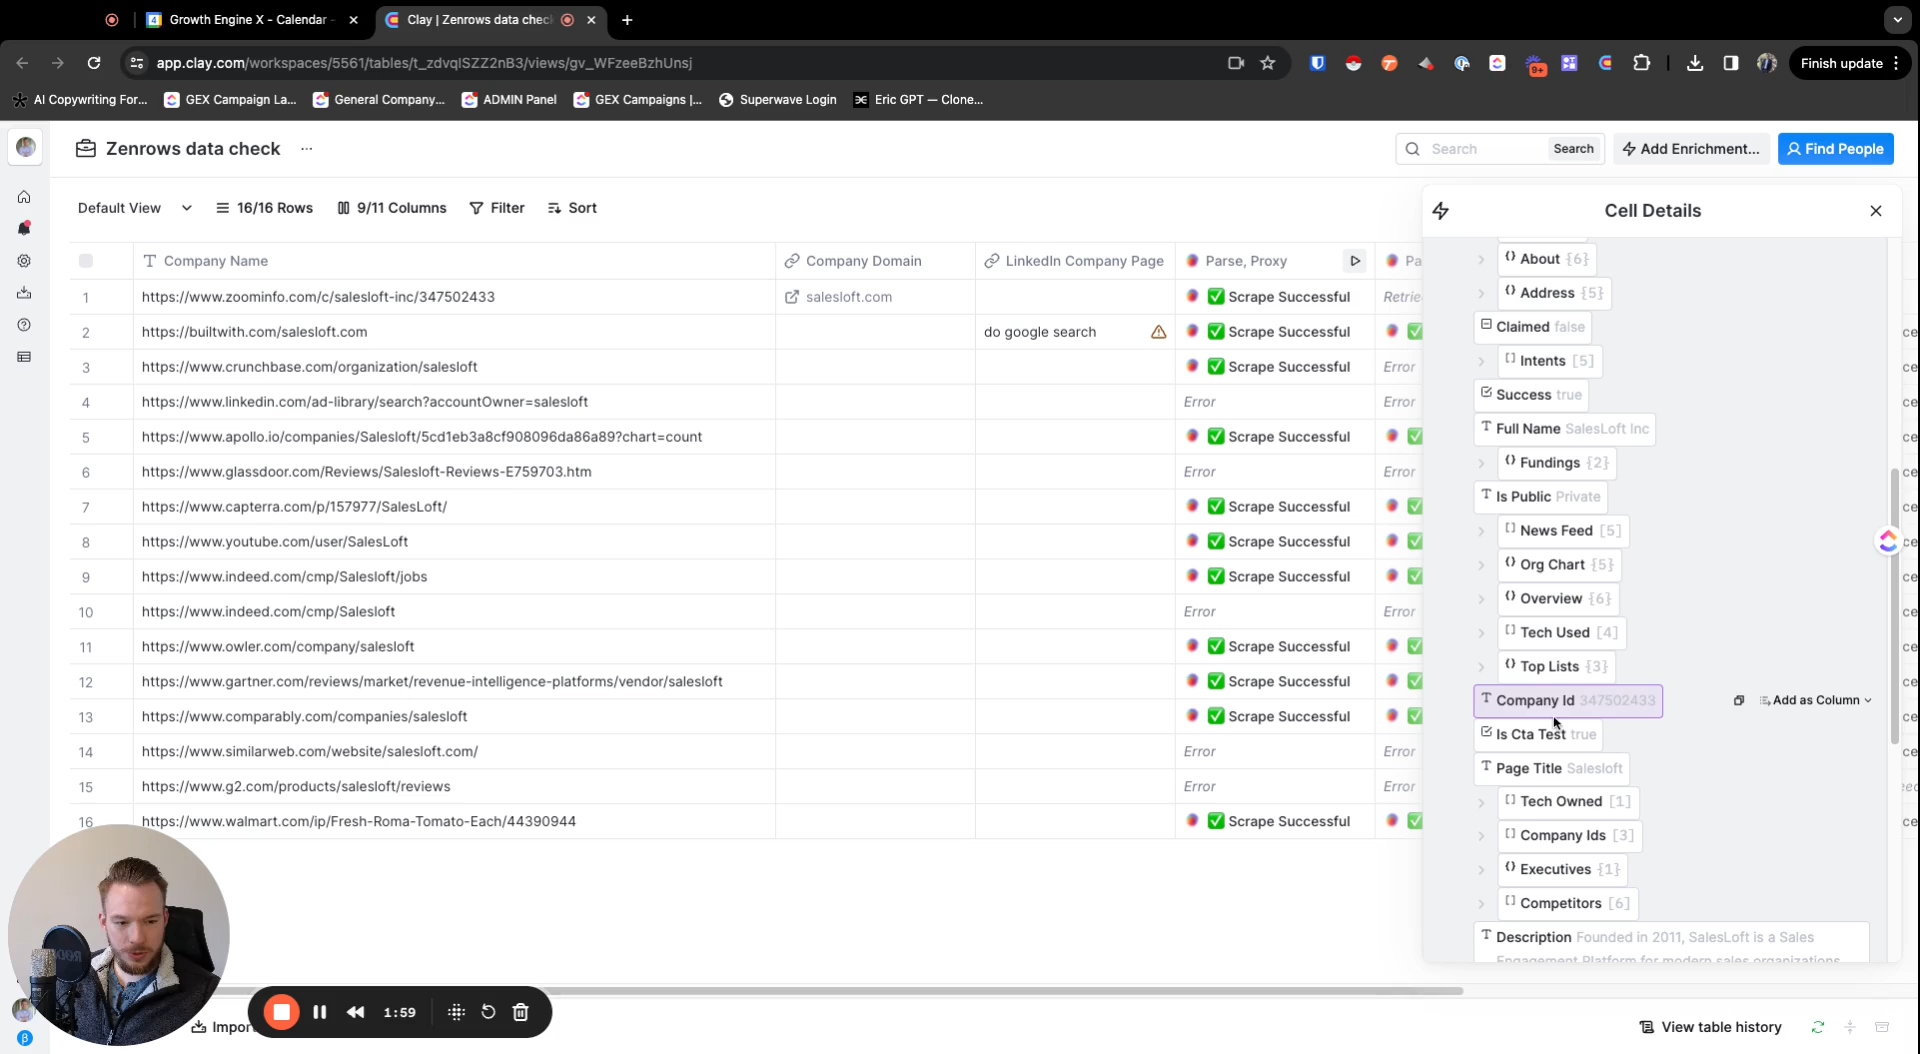 Growth Engine X - Calendar -
Clay | Zenrows data chec
app.clay.com/workspaces/5561/tables/t_zdvqlSZZ2nB3/views/gv_WFzeeBzhUnsj
9+
Finish update
AI Copywriting For...
GEX Campaign La...
General Company...
ADMIN Panel
GEX Campaigns |...
Superwave Login
Eric GPT — Clone...
Zenrows data check
Search
Search
Add Enrichment...
Find People
Default View
16/16 Rows
9/11 Columns
Filter
Sort
Company Name
Company Domain
LinkedIn Company Page
Parse, Proxy
Pa
1 https://www.zoominfo.com/c/salesloft-inc/347502433 salesloft.com Scrape Successful Retrie
2 https://builtwith.com/salesloft.com do google search Scrape Successful
3 https://www.crunchbase.com/organization/salesloft Scrape Successful Error
4 https://www.linkedin.com/ad-library/search?accountOwner=salesloft Error Error
5 https://www.apollo.io/companies/Salesloft/5cd1eb3a8cf908096da86a89?chart=count Scrape Successful
6 https://www.glassdoor.com/Reviews/Salesloft-Reviews-E759703.htm Error Error
7 https://www.capterra.com/p/157977/SalesLoft/ Scrape Successful
8 https://www.youtube.com/user/SalesLoft Scrape Successful
9 https://www.indeed.com/cmp/Salesloft/jobs Scrape Successful
10 https://www.indeed.com/cmp/Salesloft Error Error
11 https://www.owler.com/company/salesloft Scrape Successful
12 https://www.gartner.com/reviews/market/revenue-intelligence-platforms/vendor/salesloft Scrape Successful
13 https://www.comparably.com/companies/salesloft Scrape Successful
14 https://www.similarweb.com/website/salesloft.com/ Error Error
15 https://www.g2.com/products/salesloft/reviews Error Error
16 https://www.walmart.com/ip/Fresh-Roma-Tomato-Each/44390944 Scrape Successful
Cell Details
About {6}
Address {5}
Claimed false
Intents [5]
Success true
Full Name SalesLoft Inc
Fundings {2}
Is Public Private
News Feed [5]
Org Chart {5}
Overview {6}
Tech Used [4]
Top Lists {3}
Company Id 347502433
Add as Column
Is Cta Test true
Page Title Salesloft
Tech Owned [1]
Company Ids [3]
Executives {1}
Competitors [6]
Description Founded in 2011, SalesLoft is a Sales
Engagement Platform for modern sales organizations
1:59
Impor
View table history
RODE
β